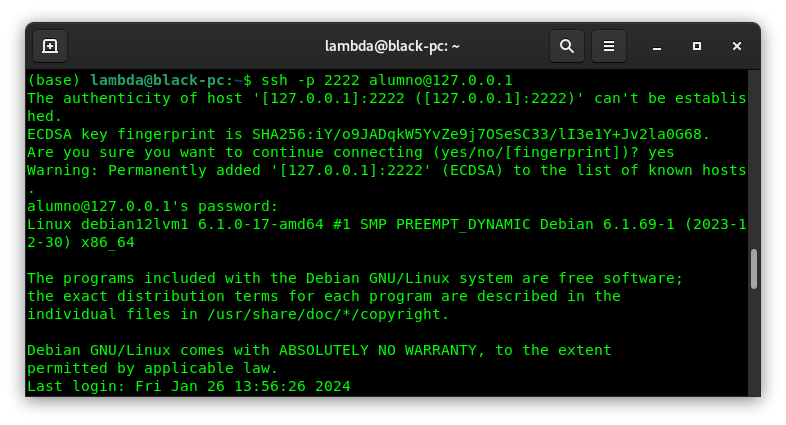 lambda@black-pc: ~
(base) lambda@black-pc:~$ ssh -p 2222 alumno@127.0.0.1
The authenticity of host '[127.0.0.1]:2222 ([127.0.0.1]:2222)' can't be establis
hed.
ECDSA key fingerprint is SHA256:iY/o9JADqkW5YvZe9j7OSeSC33/lI3e1Y+Jv2la0G68.
Are you sure you want to continue connecting (yes/no/[fingerprint])? yes
Warning: Permanently added '[127.0.0.1]:2222' (ECDSA) to the list of known hosts
.
alumno@127.0.0.1's password:
Linux debian12lvm1 6.1.0-17-amd64 #1 SMP PREEMPT_DYNAMIC Debian 6.1.69-1 (2023-1
2-30) x86_64
The programs included with the Debian GNU/Linux system are free software;
the exact distribution terms for each program are described in the
individual files in /usr/share/doc/*/copyright.
Debian GNU/Linux comes with ABSOLUTELY NO WARRANTY, to the extent
permitted by applicable law.
Last login: Fri Jan 26 13:56:26 2024